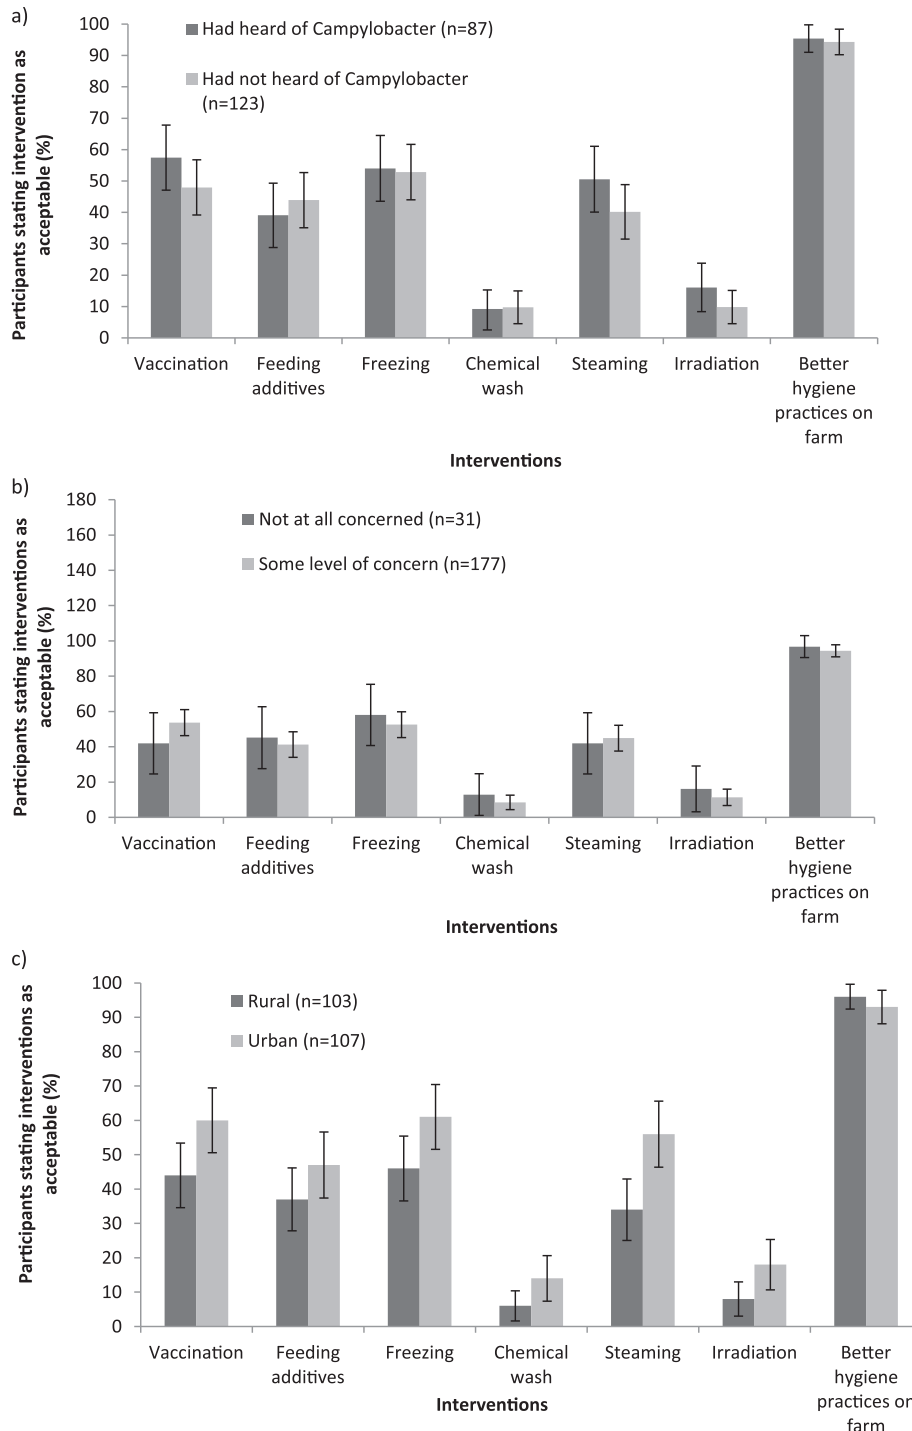 a)
Participants stating intervention as
acceptable (%)
100
90
80
70
60
50
40
30
20
10
0
Had heard of Campylobacter (n=87)
Had not heard of Campylobacter
(n=123)
Vaccination
Feeding
additives
Freezing
Chemical
wash
Steaming
Irradiation
Better
hygiene
practices on
farm
Interventions
b)
Participants stating interventions as
acceptable (%)
180
160
140
120
100
80
60
40
20
0
Not at all concerned (n=31)
Some level of concern (n=177)
Vaccination
Feeding
additives
Freezing
Chemical
wash
Steaming
Irradiation
Better
hygiene
practices on
farm
Interventions
c)
Participants stating interventions as
acceptable (%)
100
90
80
70
60
50
40
30
20
10
0
Rural (n=103)
Urban (n=107)
Vaccination
Feeding
additives
Freezing
Chemical
wash
Steaming
Irradiation
Better
hygiene
practices on
farm
Interventions